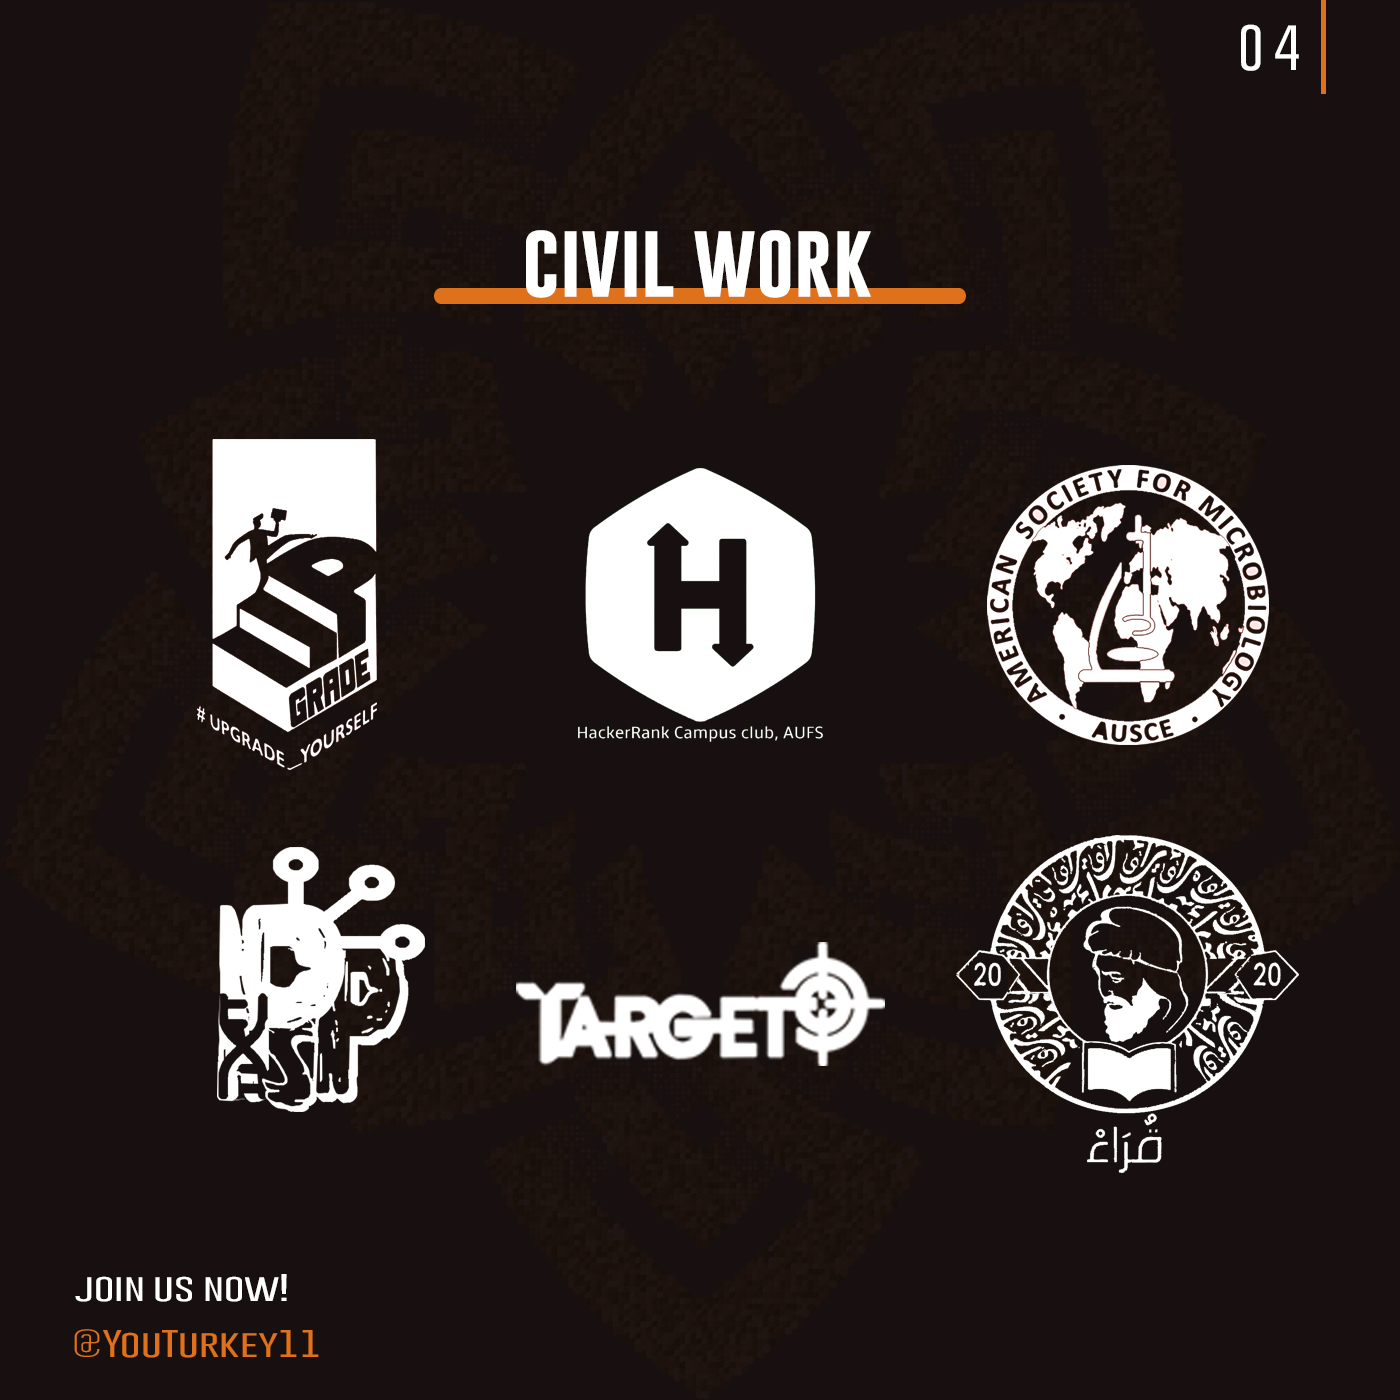 04
CIVIL WORK
UP
GRADE
# UPGRADE_YOURSELF
H
HackerRank Campus club, AUFS
AMERICAN SOCIETY FOR MICROBIOLOGY
• AUSCE •
TARGET
20
20
JOIN US NOW!
@YouTurkey11